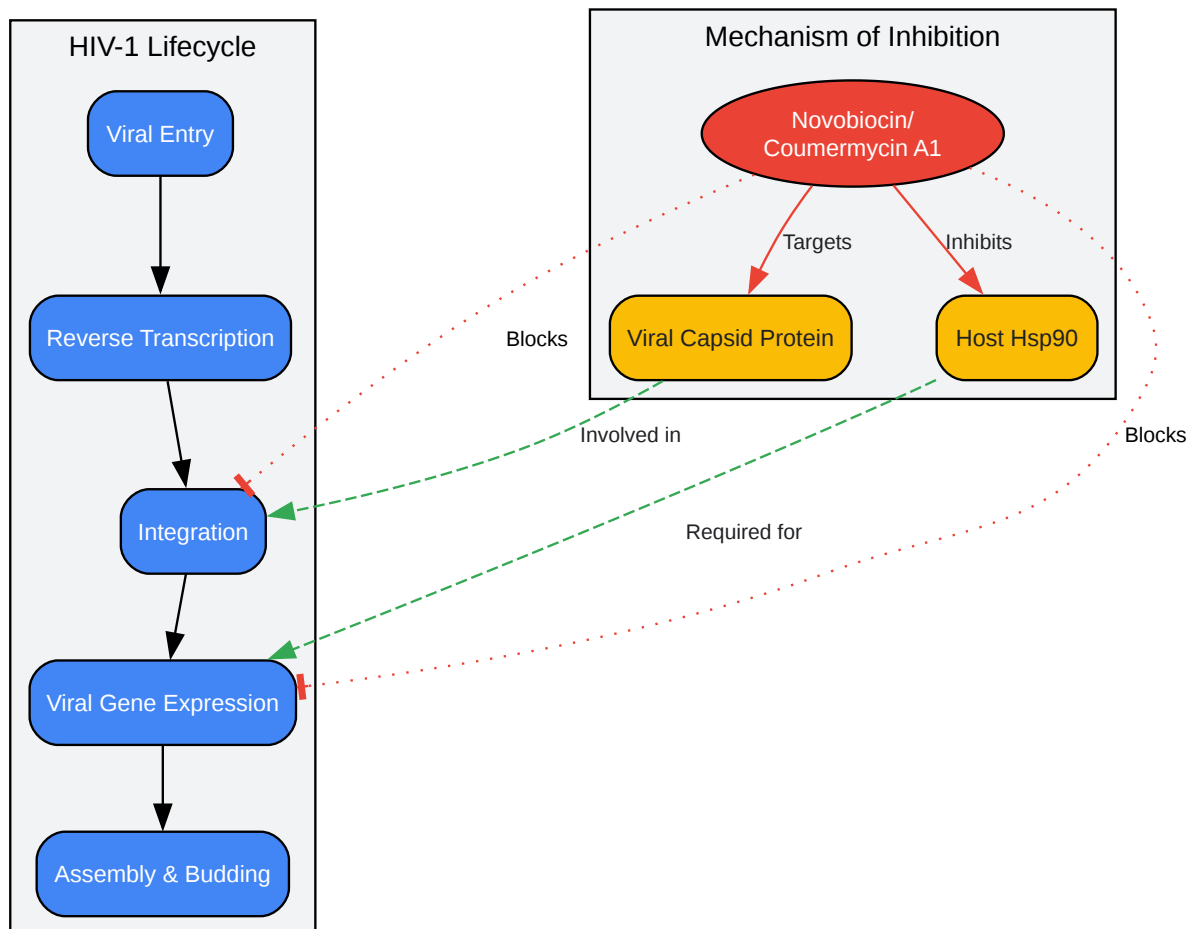 HIV-1 Lifecycle
Viral Entry
Reverse Transcription
Integration
Viral Gene Expression
Assembly & Budding
Mechanism of Inhibition
Novobiocin/
Coumermycin A1
Targets
Inhibits
Viral Capsid Protein
Host Hsp90
Blocks
Involved in
Blocks
Required for